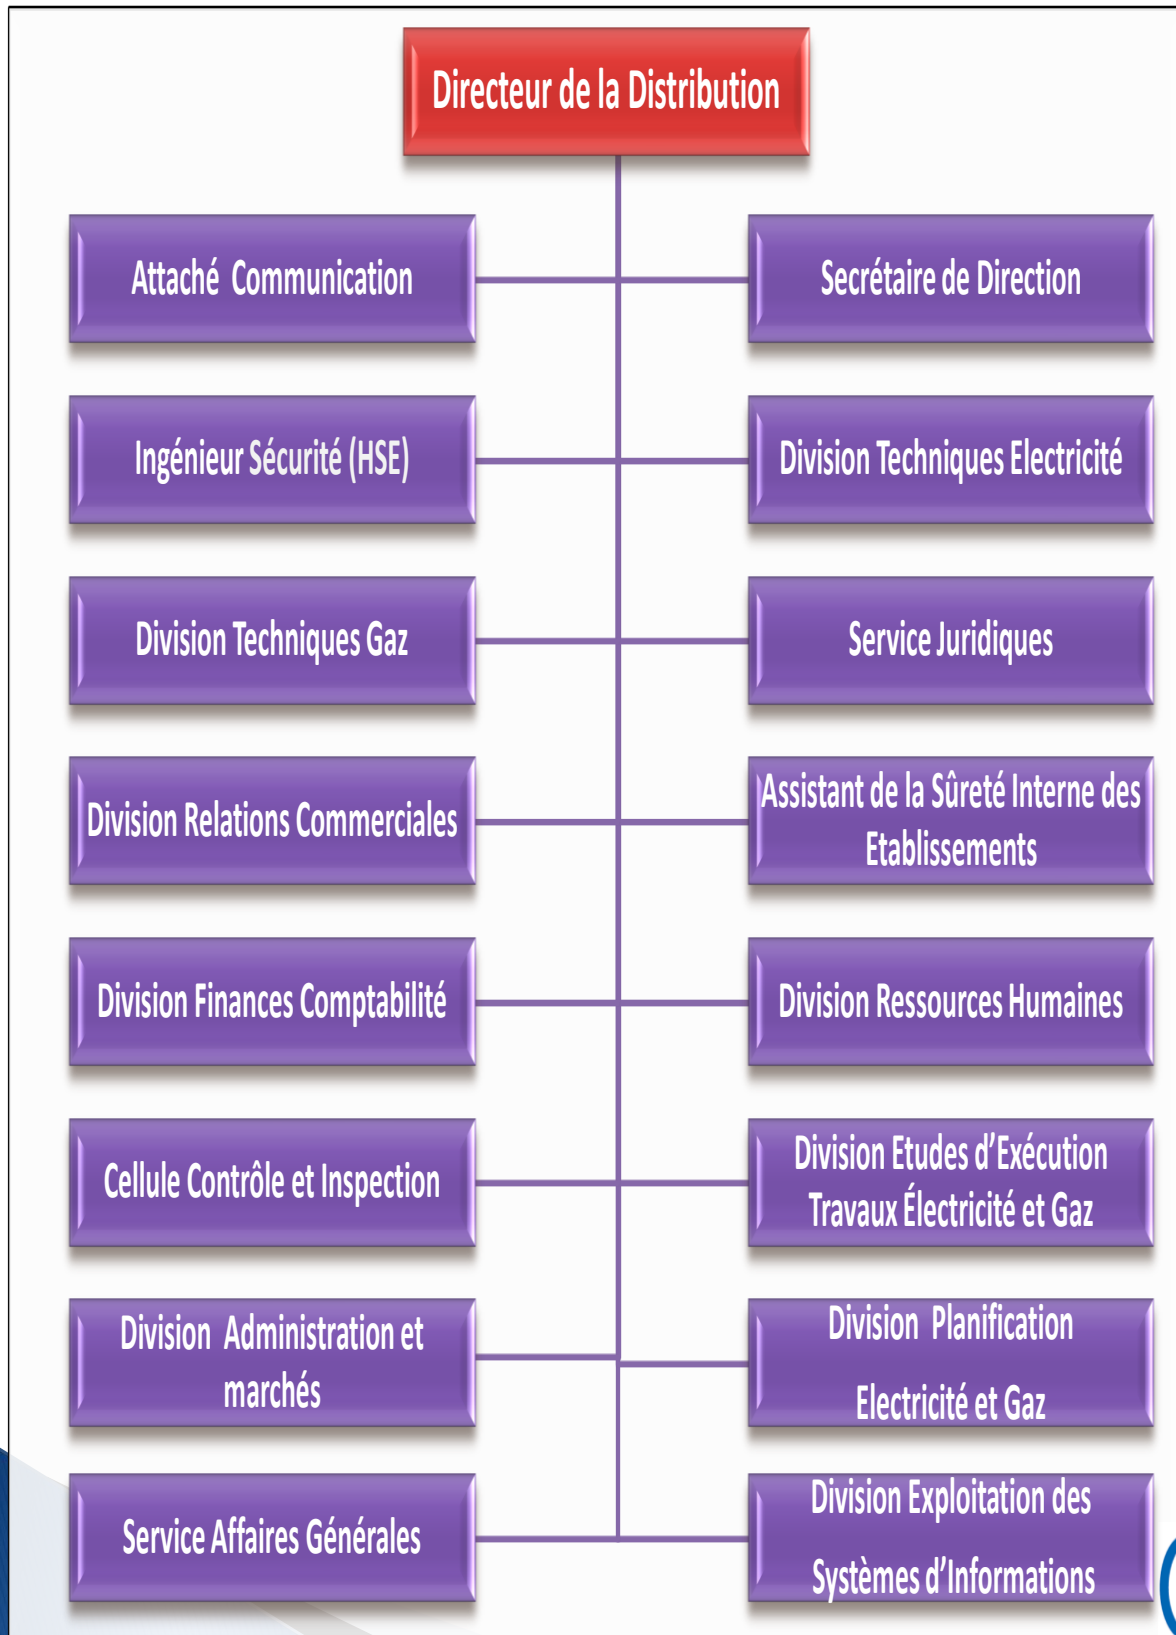 Directeur de la Distribution
Attaché Communication
Secrétaire de Direction
Ingénieur Sécurité (HSE)
Division Techniques Electricité
Division Techniques Gaz
Service Juridiques
Division Relations Commerciales
Assistant de la Sûreté Interne des
Etablissements
Division Finances Comptabilité
Division Ressources Humaines
Cellule Contrôle et Inspection
Division Etudes d’Exécution
Travaux Électricité et Gaz
Division Administration et
marchés
Division Planification
Electricité et Gaz
Service Affaires Générales
Division Exploitation des
Systèmes d’Informations